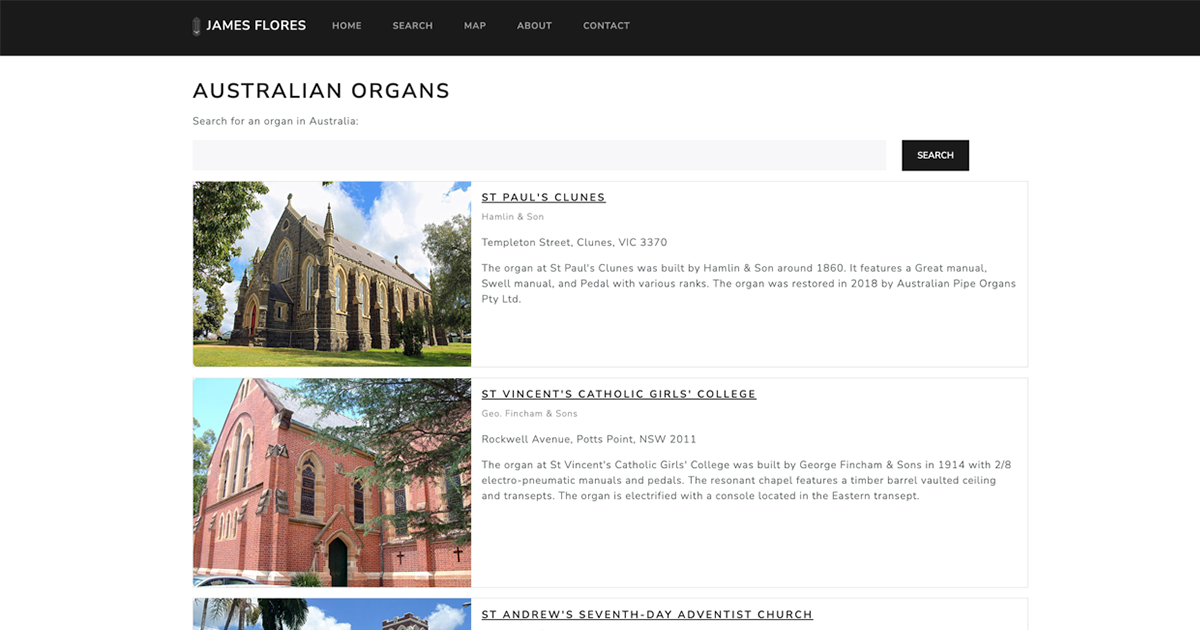 JAMES FLORES HOME SEARCH MAP ABOUT CONTACT
AUSTRALIAN ORGANS
Search for an organ in Australia:
SEARCH
ST PAUL'S CLUNES
Hamlin & Son
Templeton Street, Clunes, VIC 3370
The organ at St Paul's Clunes was built by Hamlin & Son around 1860. It features a Great manual,
Swell manual, and Pedal with various ranks. The organ was restored in 2018 by Australian Pipe Organs
Pty Ltd.
ST VINCENT'S CATHOLIC GIRLS' COLLEGE
Geo. Fincham & Sons
Rockwell Avenue, Potts Point, NSW 2011
The organ at St Vincent's Catholic Girls' College was built by George Fincham & Sons in 1914 with 2/8
electro-pneumatic manuals and pedals. The resonant chapel features a timber barrel vaulted ceiling
and transepts. The organ is electrified with a console located in the Eastern transept.
ST ANDREW'S SEVENTH-DAY ADVENTIST CHURCH